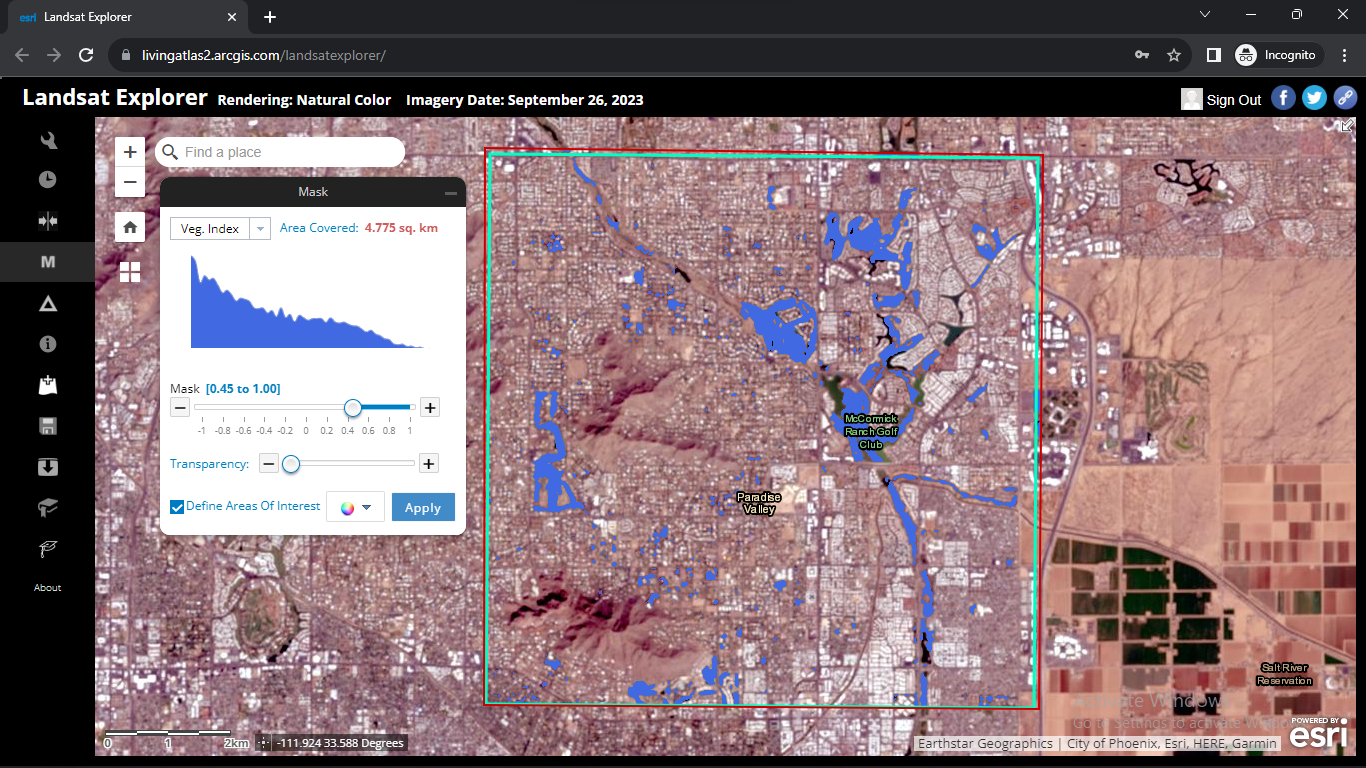 esri Landsat Explorer
livingatlas2.arcgis.com/landsatexplorer/
Incognito
Landsat Explorer Rendering: Natural Color Imagery Date: September 26, 2023
Sign Out
Find a place
Mask
Veg. Index Area Covered: 4.775 sq. km
Mask [0.45 to 1.00]
-1 -0.8 -0.6 -0.4 -0.2 0 0.2 0.4 0.6 0.8 1
Transparency:
Define Areas Of Interest
Apply
M
About
McCormick
Ranch Golf
Club
Paradise
Valley
Salt River
Reservation
Activate Windows
Go to Settings to activate
0 1 2km
-111.924 33.588 Degrees
Earthstar Geographics | City of Phoenix, Esri, HERE, Garmin
POWERED BY
esri